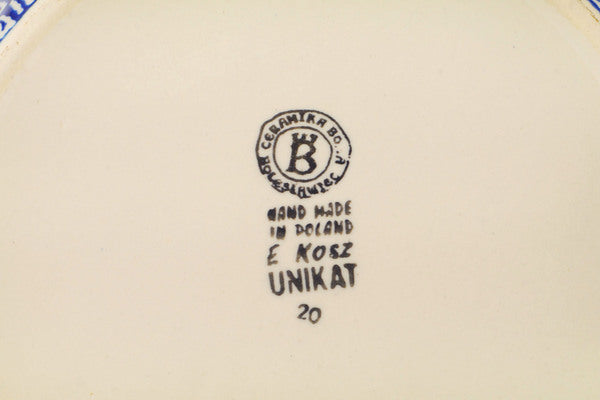 CERAMIKA BO...A
BOLESŁAWIEC
B
HAND MADE
IN POLAND
E KOSZ
UNIKAT
20